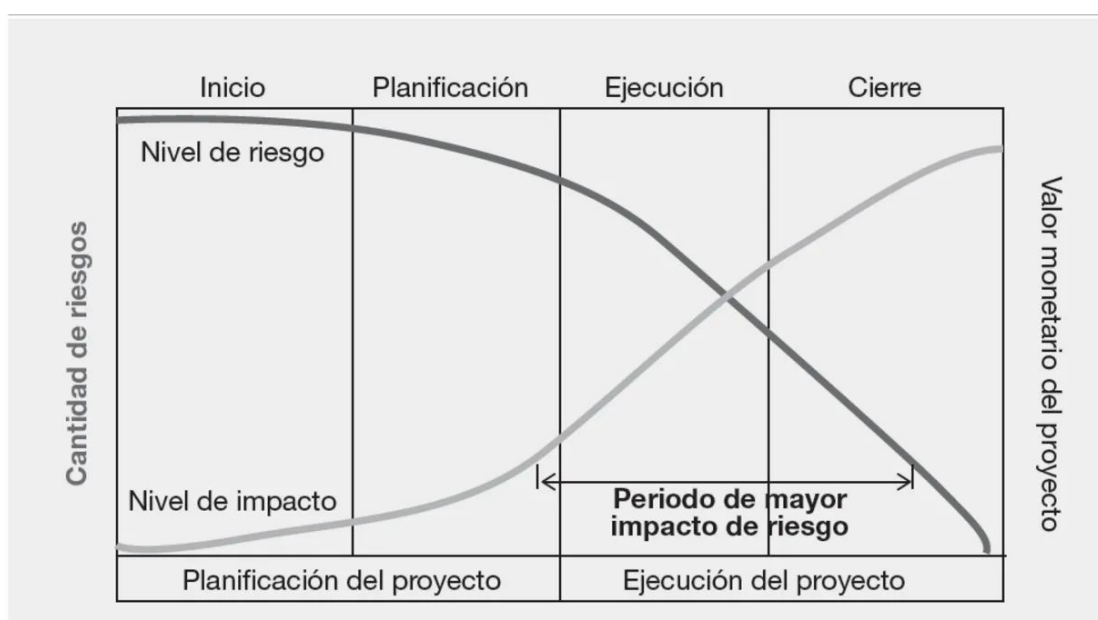 Inicio
Planificación
Ejecución
Cierre
Nivel de riesgo
Cantidad de riesgos
Valor monetario del proyecto
Nivel de impacto
Periodo de mayor
impacto de riesgo
Planificación del proyecto
Ejecución del proyecto